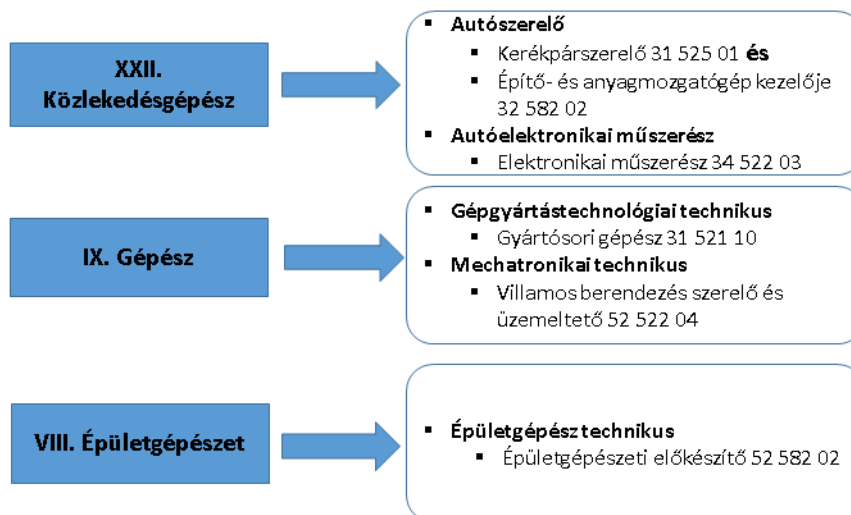 XXII.
Közlekedésgépész
▪ Autószerelő
▪ Kerékpárszerelő 31 525 01 és
▪ Építő- és anyagmozgatógép kezelője
32 582 02
▪ Autóelektronikai műszerész
▪ Elektronikai műszerész 34 522 03
IX. Gépész
▪ Gépgyártástechnológiai technikus
▪ Gyártósori gépész 31 521 10
▪ Mechatronikai technikus
▪ Villamos berendezés szerelő és
üzemeltető 52 522 04
VIII. Épületgépészet
▪ Épületgépész technikus
▪ Épületgépészeti előkészítő 52 582 02